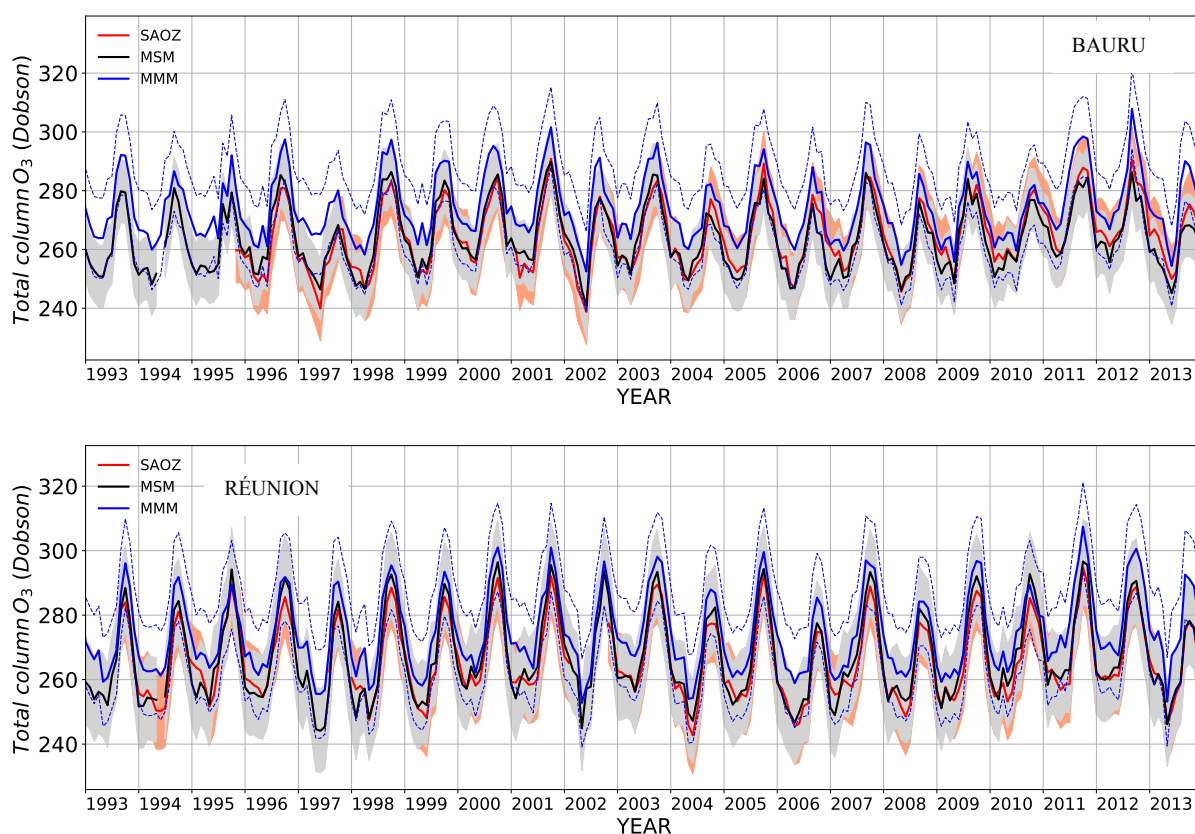 Total column O3 (Dobson)
320
300
280
260
240
SAOZ
MSM
MMM
BAURU
1993 1994 1995 1996 1997 1998 1999 2000 2001 2002 2003 2004 2005 2006 2007 2008 2009 2010 2011 2012 2013
YEAR
Total column O3 (Dobson)
320
300
280
260
240
SAOZ
MSM
MMM
RÉUNION
1993 1994 1995 1996 1997 1998 1999 2000 2001 2002 2003 2004 2005 2006 2007 2008 2009 2010 2011 2012 2013
YEAR